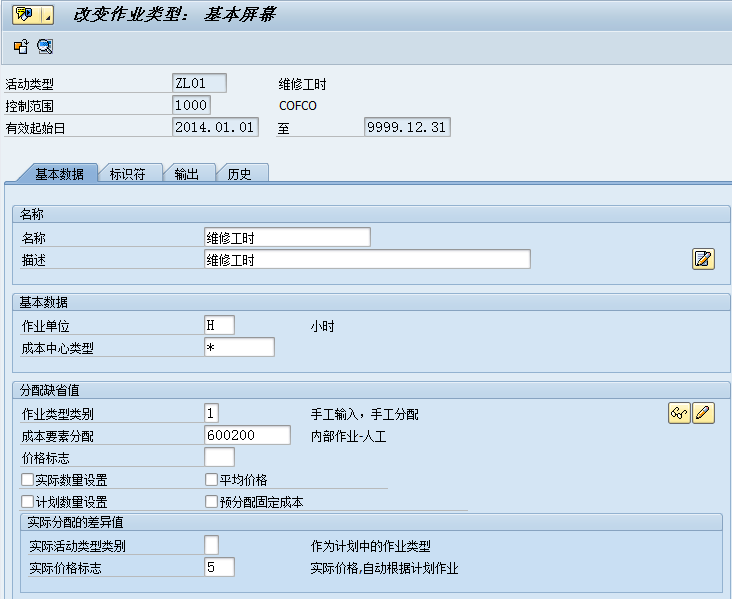 改变作业类型： 基本屏幕
活动类型 ZL01 维修工时
控制范围 1000 COFCO
有效起始日 2014.01.01 至 9999.12.31
基本数据 标识符 输出 历史
名称
名称 维修工时
描述 维修工时
基本数据
作业单位 H 小时
成本中心类型 *
分配缺省值
作业类型类别 1 手工输入，手工分配
成本要素分配 600200 内部作业-人工
价格标志
实际数量设置 平均价格
计划数量设置 预分配固定成本
实际分配的差异值
实际活动类型类别 作为计划中的作业类型
实际价格标志 5 实际价格,自动根据计划作业